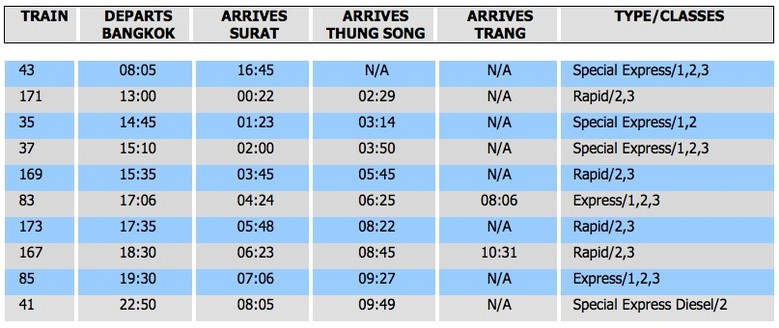 TRAIN DEPARTS BANGKOK ARRIVES SURAT ARRIVES THUNG SONG ARRIVES TRANG TYPE/CLASSES
43 08:05 16:45 N/A N/A Special Express/1,2,3
171 13:00 00:22 02:29 N/A Rapid/2,3
35 14:45 01:23 03:14 N/A Special Express/1,2
37 15:10 02:00 03:50 N/A Special Express/1,2,3
169 15:35 03:45 05:45 N/A Rapid/2,3
83 17:06 04:24 06:25 08:06 Express/1,2,3
173 17:35 05:48 08:22 N/A Rapid/2,3
167 18:30 06:23 08:45 10:31 Rapid/2,3
85 19:30 07:06 09:27 N/A Express/1,2,3
41 22:50 08:05 09:49 N/A Special Express Diesel/2